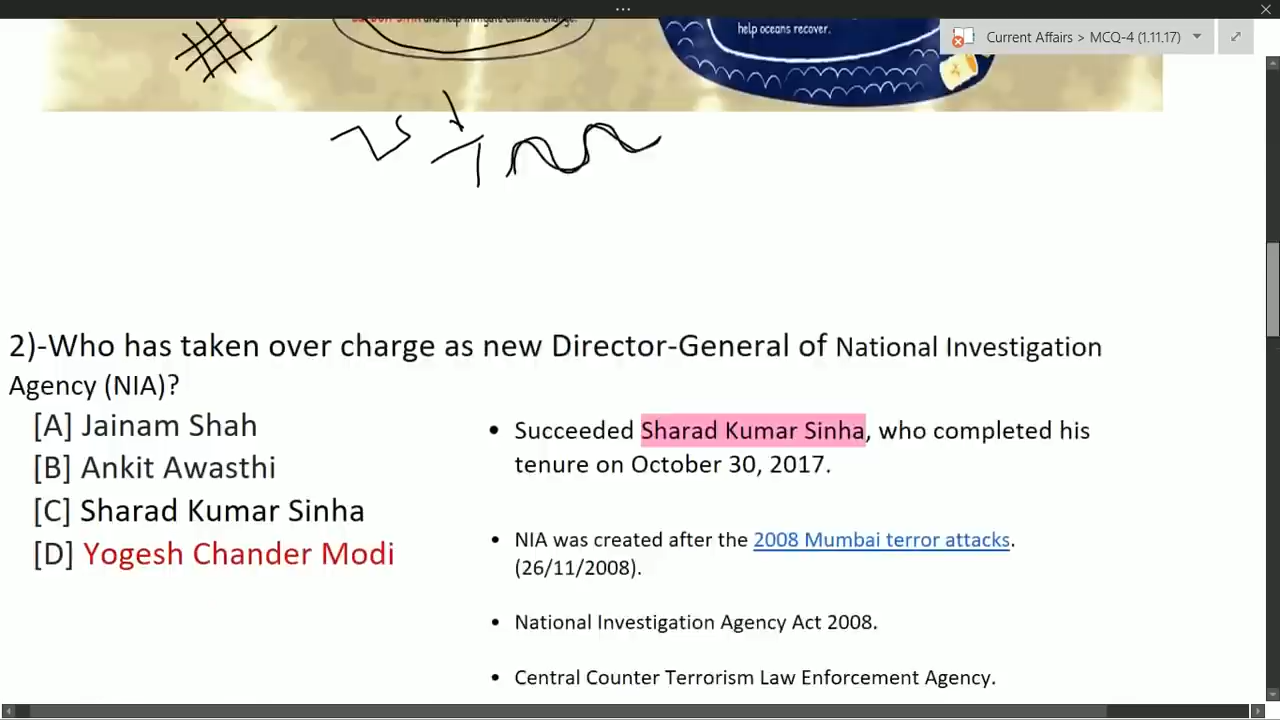 help oceans recover.
Current Affairs > MCQ-4 (1.11.17)
2)-Who has taken over charge as new Director-General of National Investigation
Agency (NIA)?
[A] Jainam Shah
[B] Ankit Awasthi
[C] Sharad Kumar Sinha
[D] Yogesh Chander Modi
• Succeeded Sharad Kumar Sinha, who completed his
tenure on October 30, 2017.
• NIA was created after the 2008 Mumbai terror attacks.
(26/11/2008).
• National Investigation Agency Act 2008.
• Central Counter Terrorism Law Enforcement Agency.